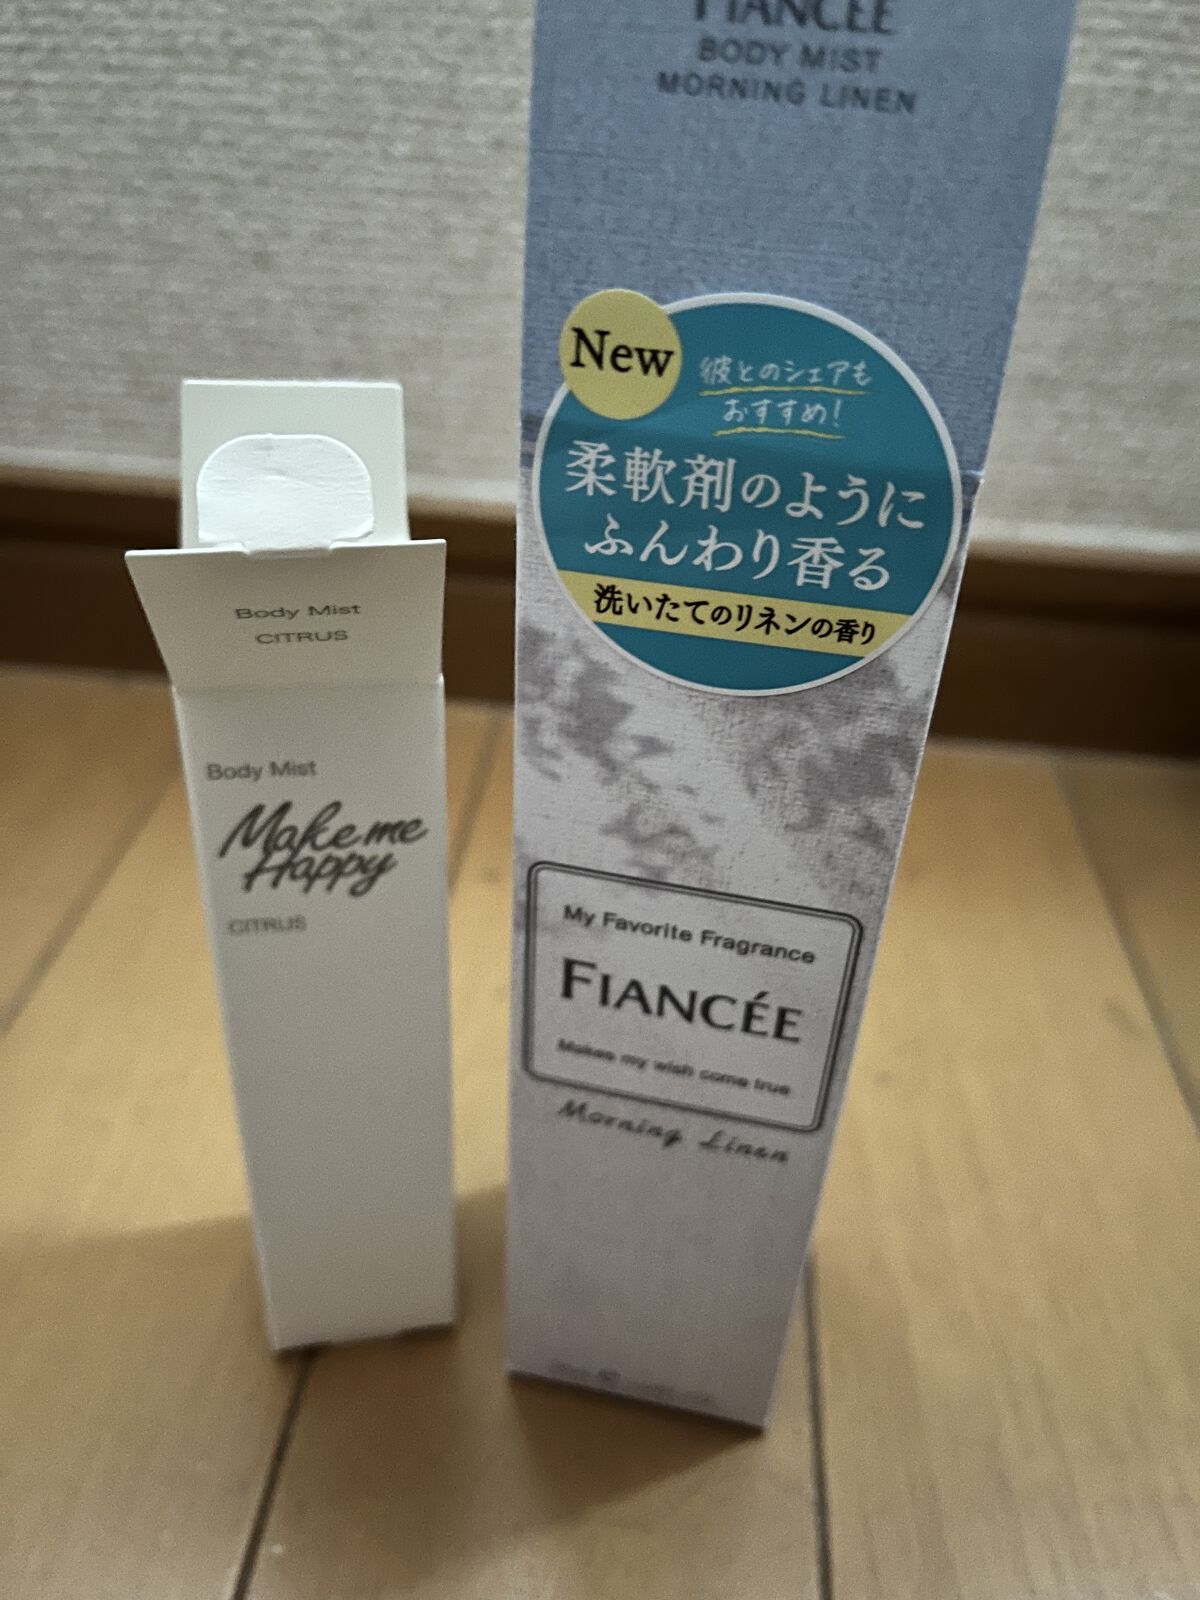 Body Mist
CITRUS
Body Mist
Make me
Happy
CITRUS
FIANCÉE
BODY MIST
MORNING LINEN
New
彼とのシェアも
おすすめ!
柔軟剤のように
ふんわり香る
洗いたてのリネンの香り
My Favorite Fragrance
FIANCÉE
Makes my wish come true
Morning Linen